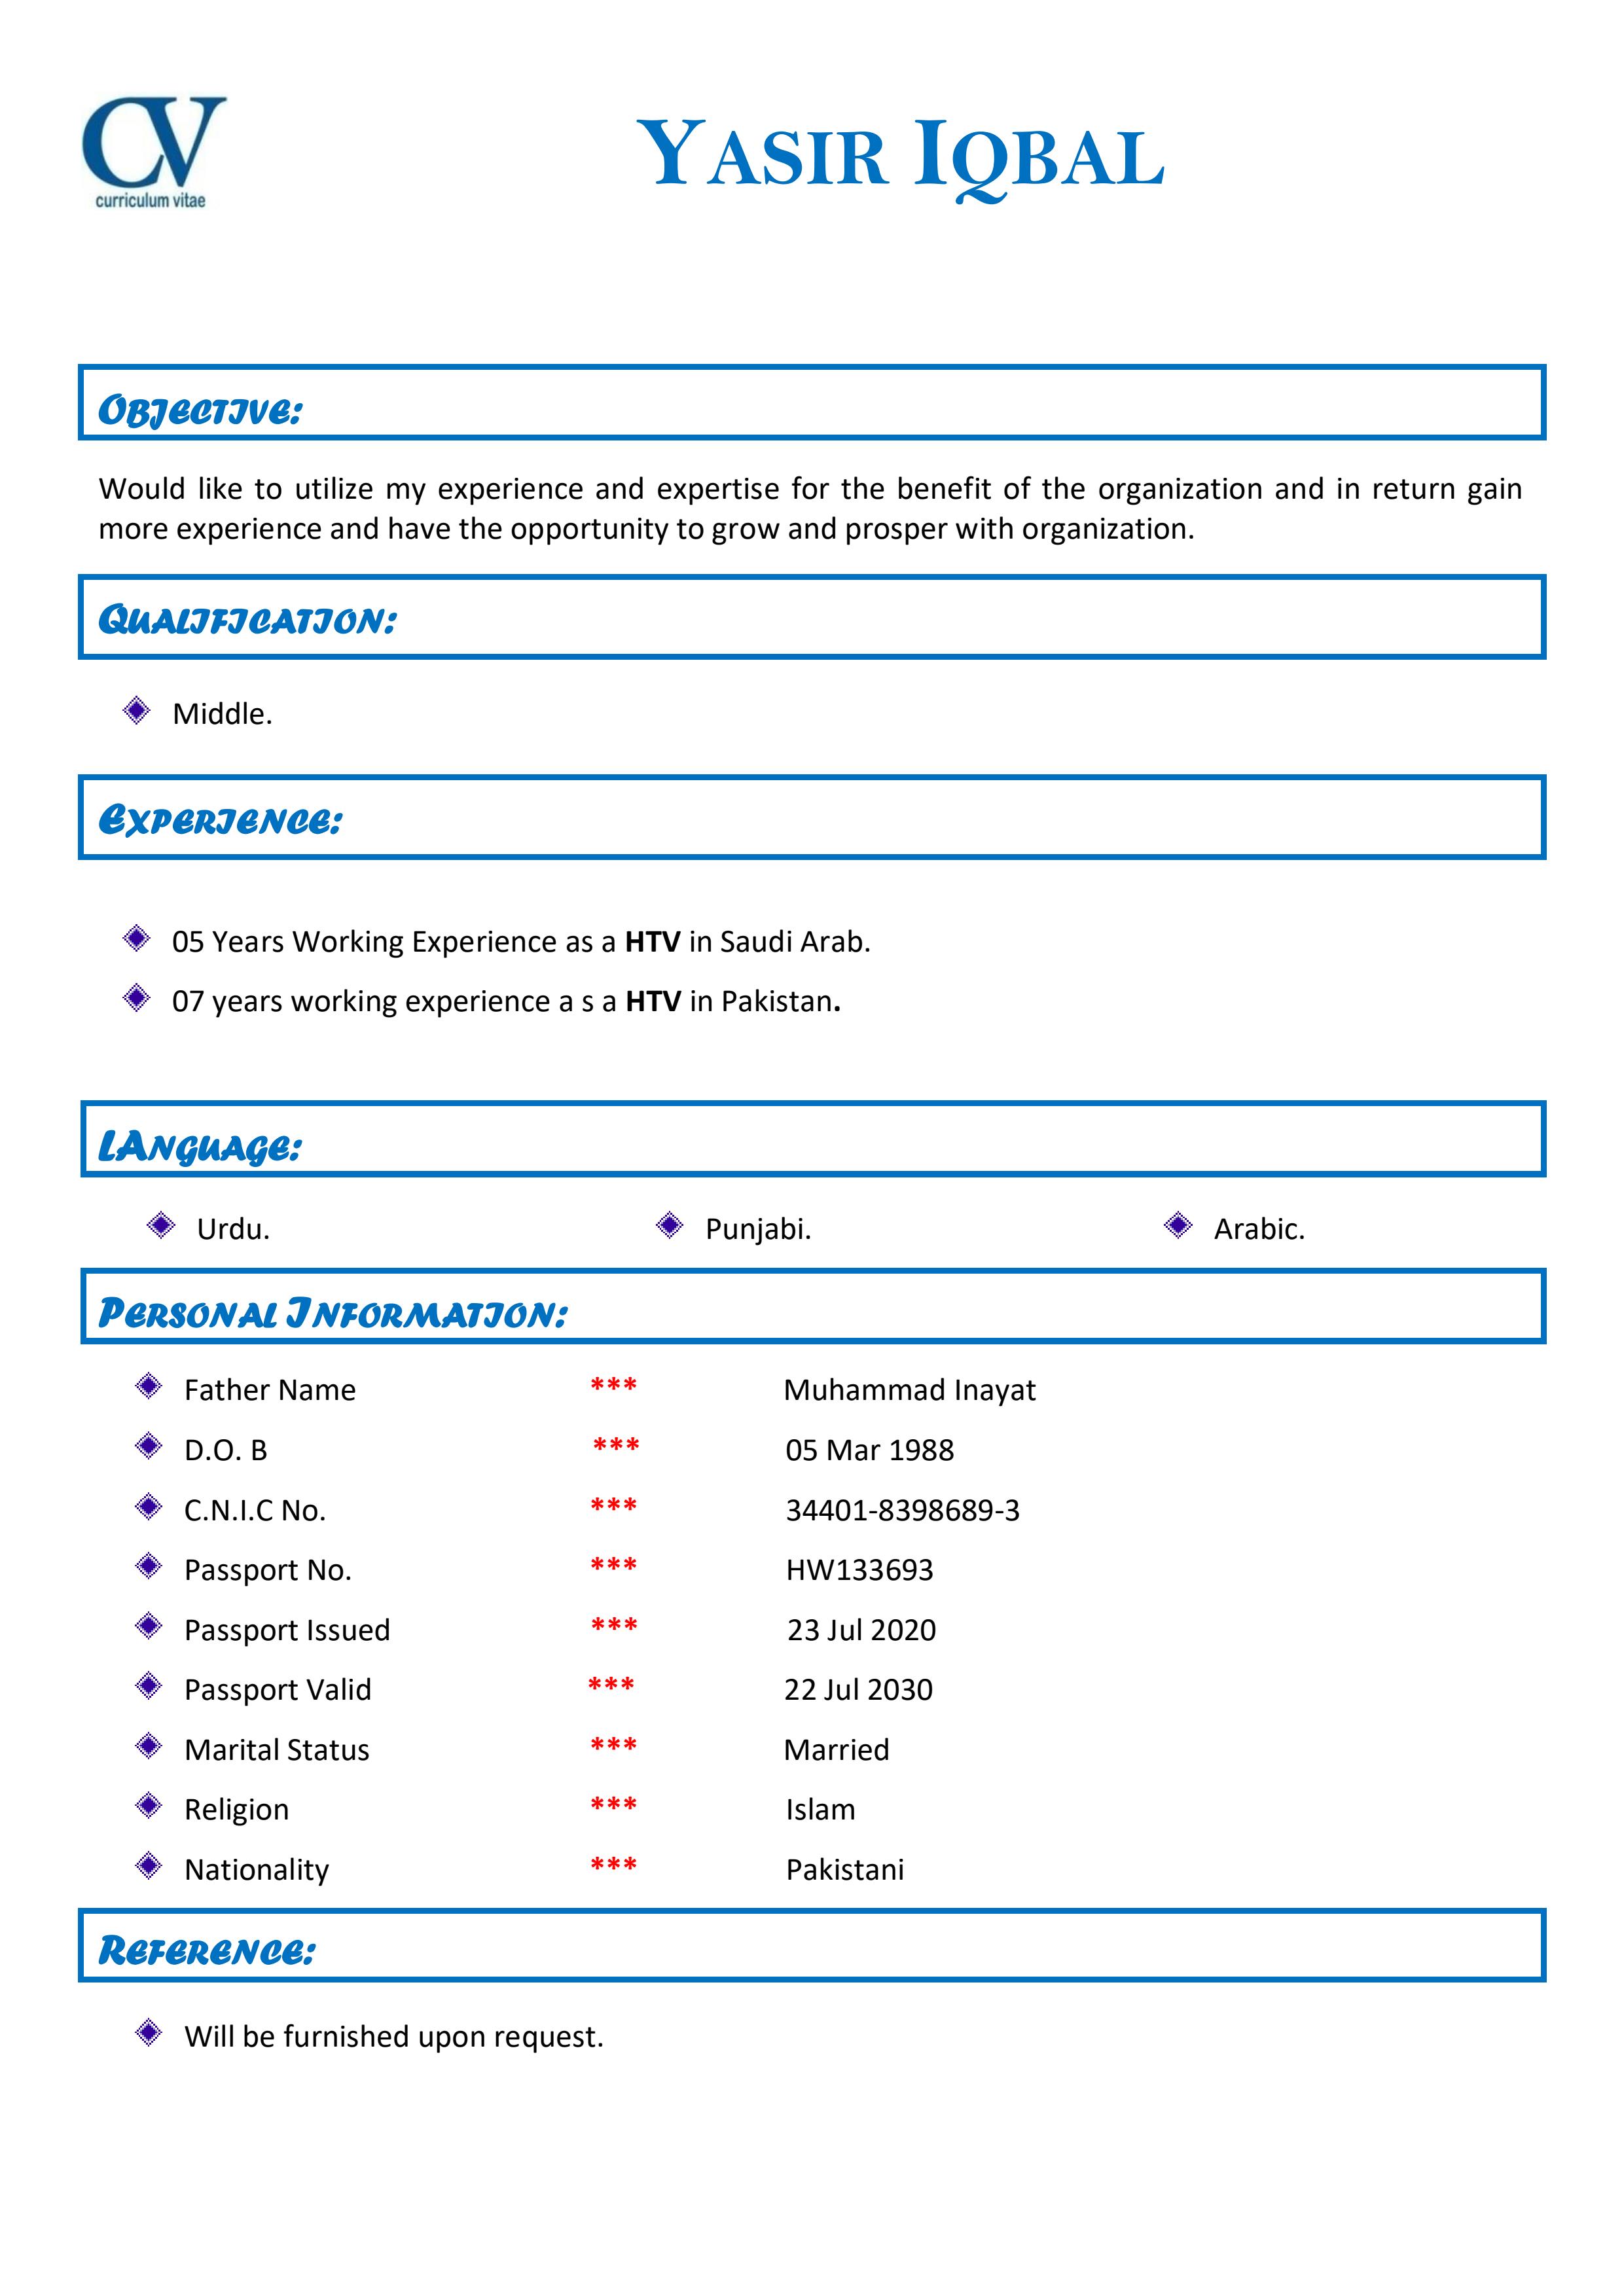 CV
curriculum vitae
YASIR IQBAL
OBJECTIVE:
Would like to utilize my experience and expertise for the benefit of the organization and in return gain
more experience and have the opportunity to grow and prosper with organization.
QUALIFICATION:
Middle.
EXPERIENCE:
05 Years Working Experience as a HTV in Saudi Arab.
07 years working experience a s a HTV in Pakistan.
LANGUAGE:
Urdu. Punjabi. Arabic.
PERSONAL INFORMATION:
Father Name *** Muhammad Inayat
D.O. B *** 05 Mar 1988
C.N.I.C No. *** 34401-8398689-3
Passport No. *** HW133693
Passport Issued *** 23 Jul 2020
Passport Valid *** 22 Jul 2030
Marital Status *** Married
Religion *** Islam
Nationality *** Pakistani
REFERENCE:
Will be furnished upon request.